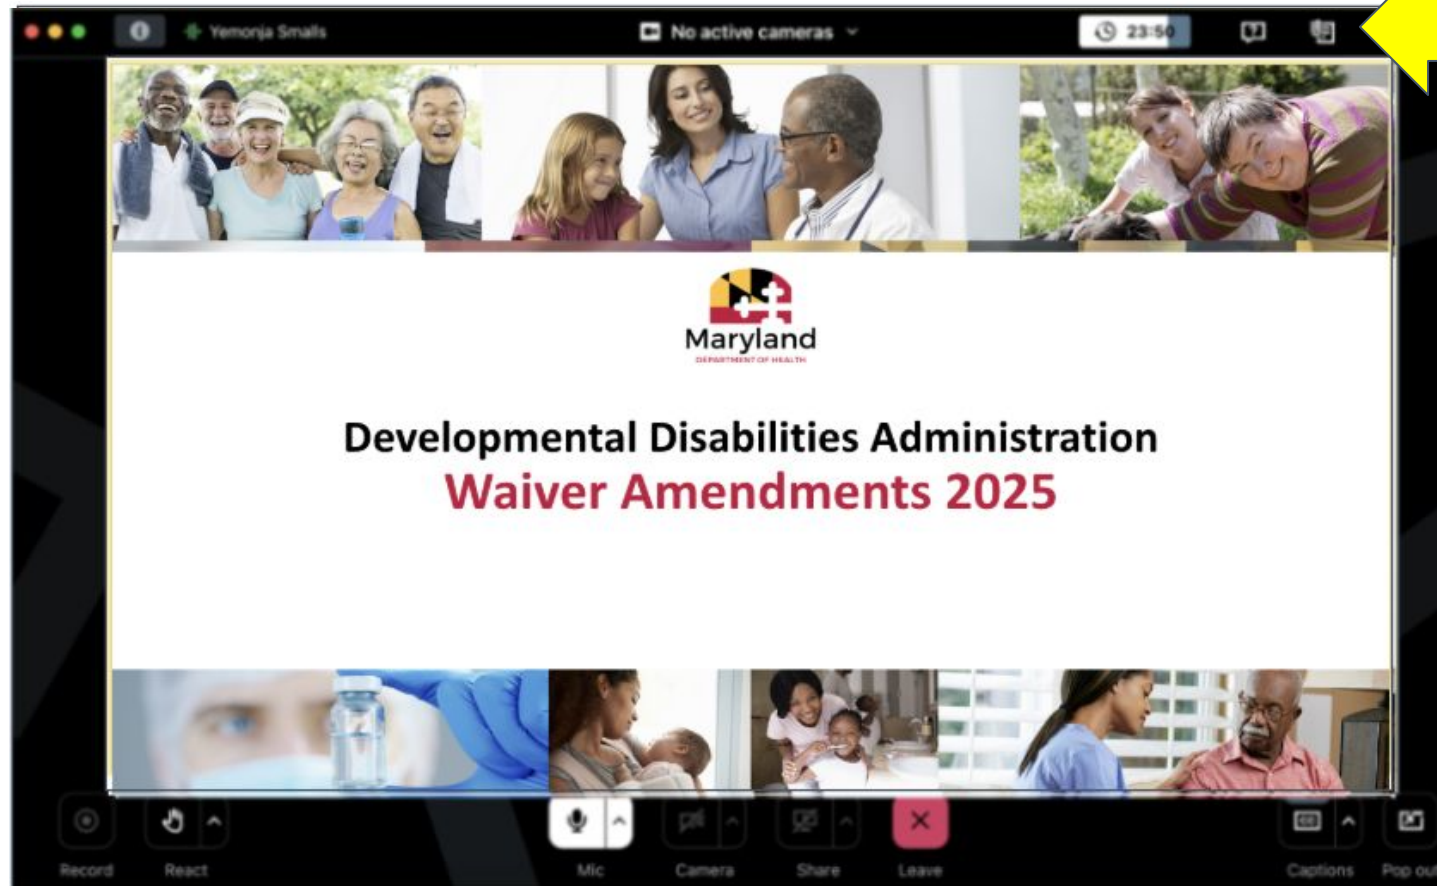 Yemonja Smalls
No active cameras
23:50
Maryland
DEPARTMENT OF HEALTH
Developmental Disabilities Administration
Waiver Amendments 2025
Record
React
Mic
Camera
Share
Leave
CC
Captions
Pop out